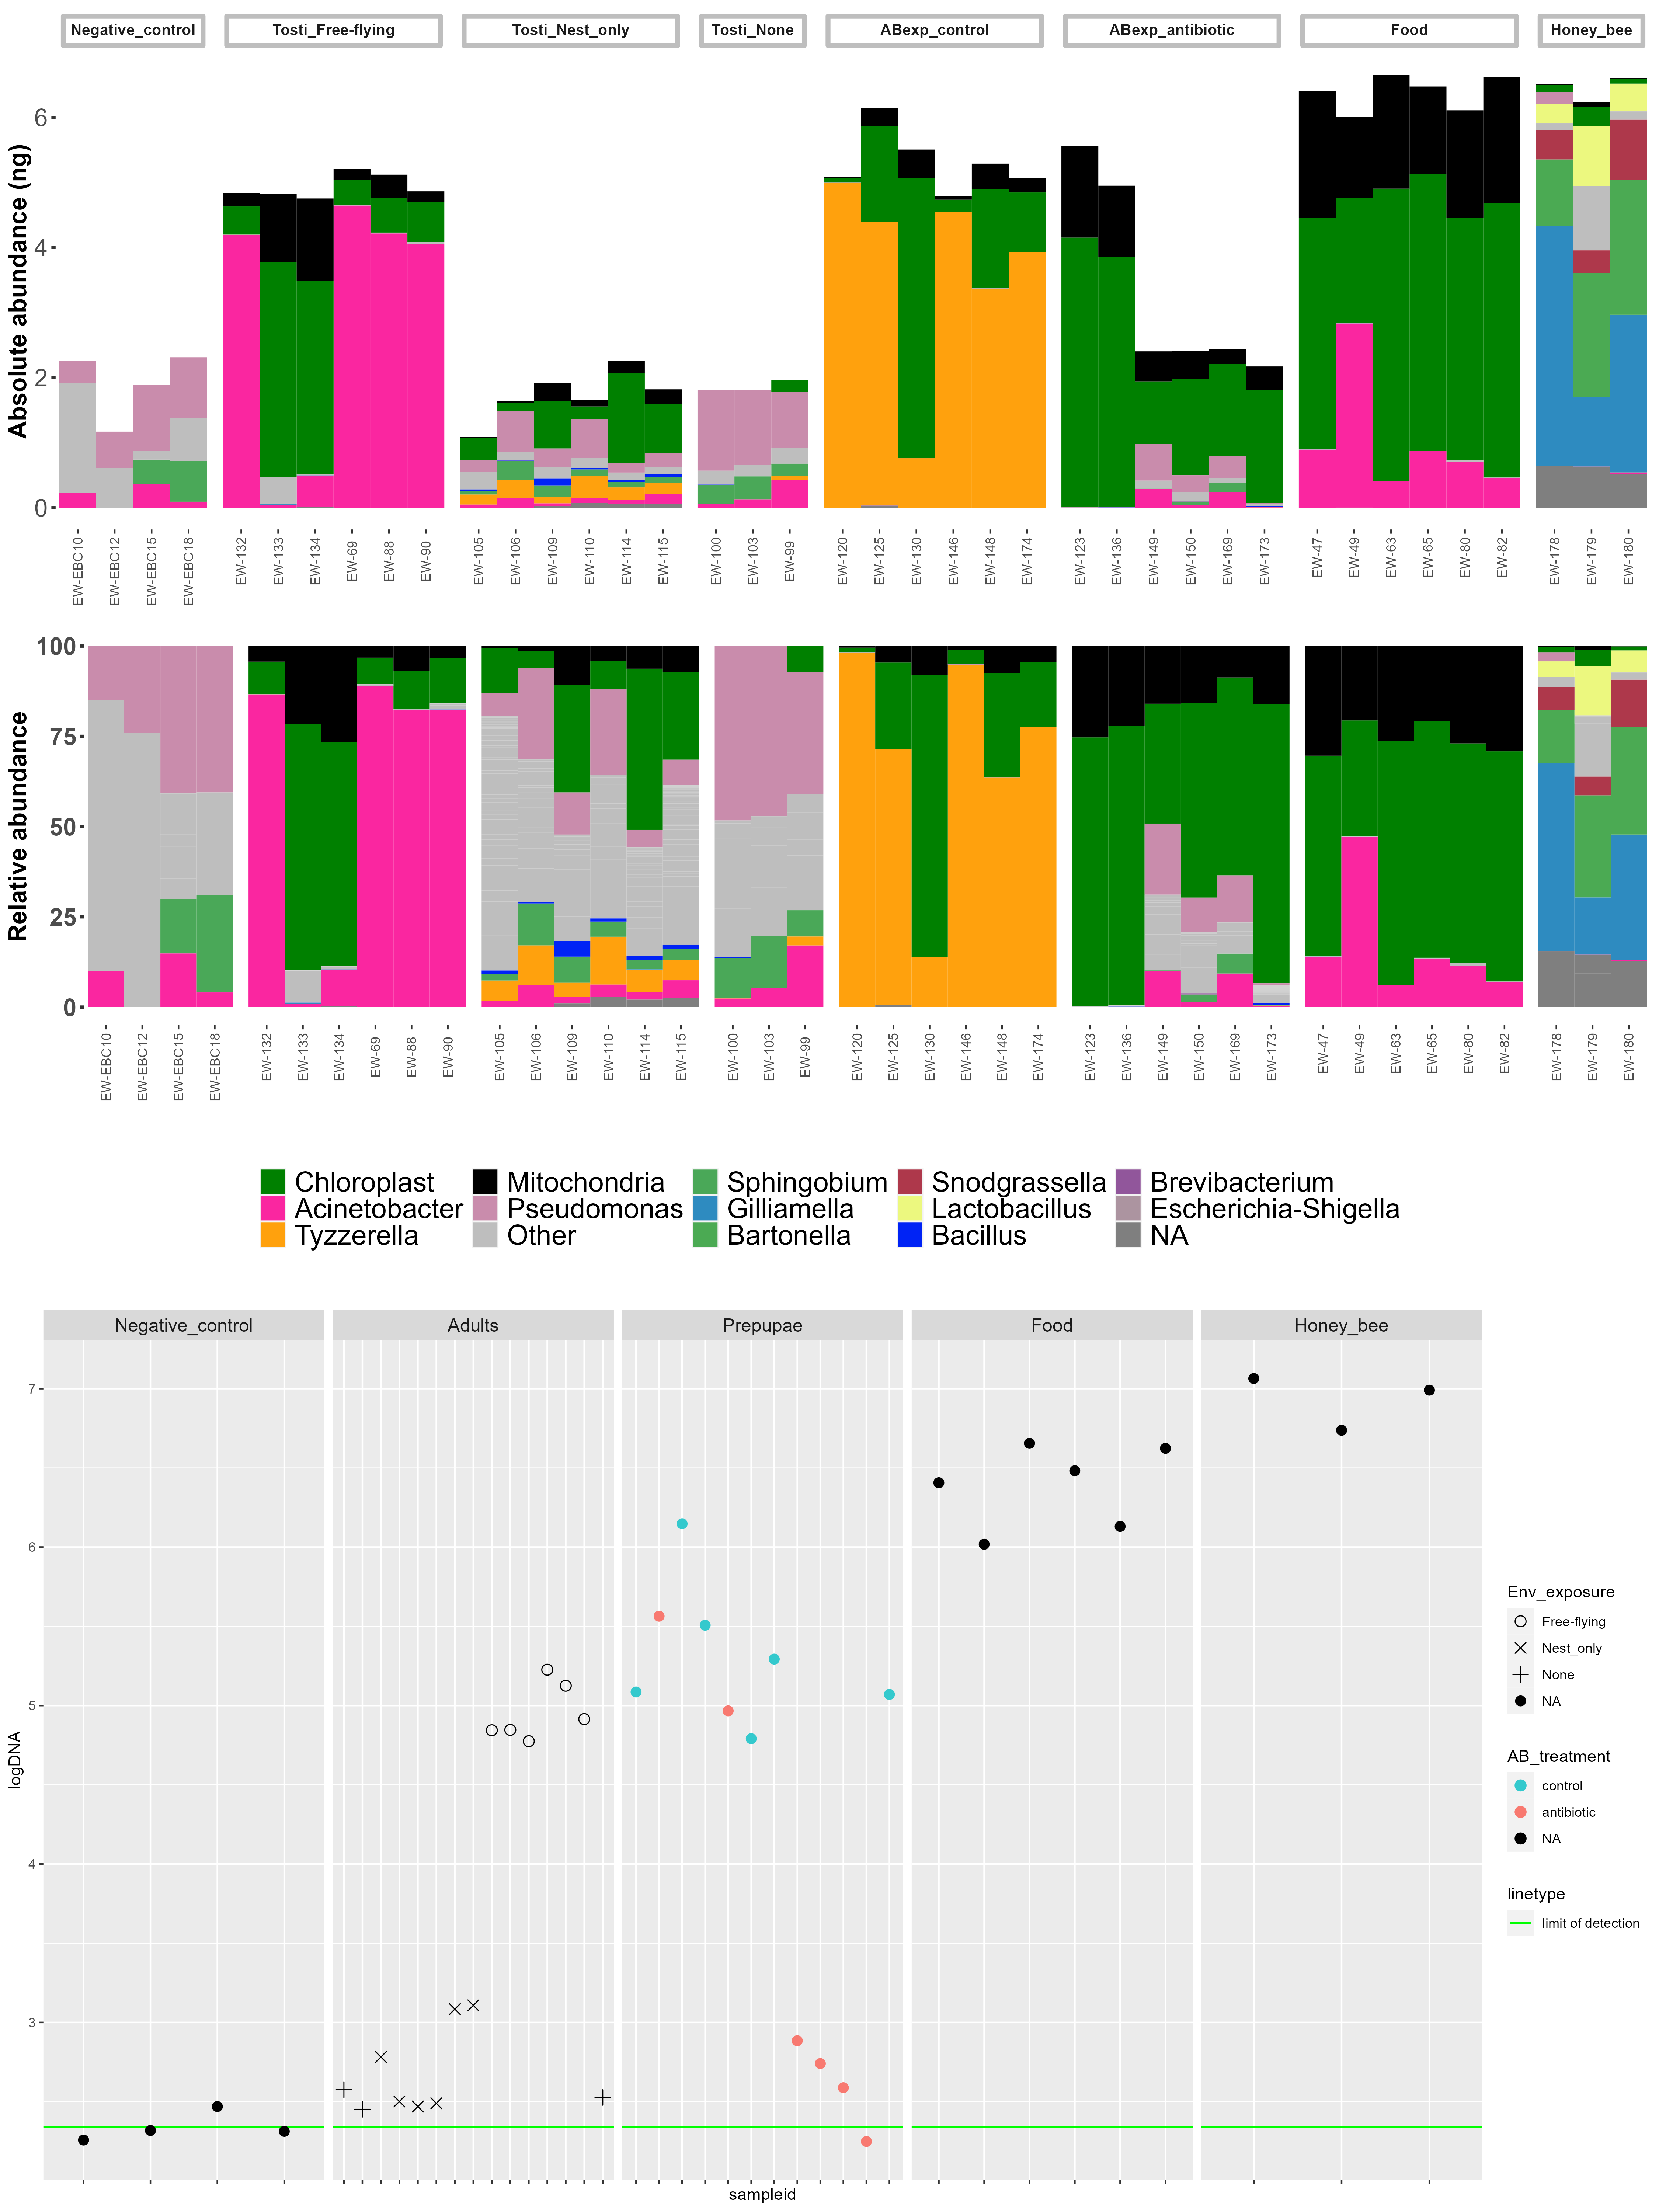 Negative_control Tosti_Free-flying Tosti_Nest_only Tosti_None ABexp_control ABexp_antibiotic Food Honey_bee
Absolute abundance (ng)
6
4
2
0
EW-EBC10 EW-EBC12 EW-EBC15 EW-EBC18 EW-132 EW-133 EW-134 EW-69 EW-88 EW-90 EW-105 EW-106 EW-109 EW-110 EW-114 EW-115 EW-100 EW-103 EW-99 EW-120 EW-125 EW-130 EW-146 EW-148 EW-174 EW-123 EW-136 EW-149 EW-150 EW-169 EW-173 EW-47 EW-49 EW-63 EW-65 EW-80 EW-82 EW-178 EW-179 EW-180
Relative abundance
100
75
50
25
0
EW-EBC10 EW-EBC12 EW-EBC15 EW-EBC18 EW-132 EW-133 EW-134 EW-69 EW-88 EW-90 EW-105 EW-106 EW-109 EW-110 EW-114 EW-115 EW-100 EW-103 EW-99 EW-120 EW-125 EW-130 EW-146 EW-148 EW-174 EW-123 EW-136 EW-149 EW-150 EW-169 EW-173 EW-47 EW-49 EW-63 EW-65 EW-80 EW-82 EW-178 EW-179 EW-180
Chloroplast Mitochondria Sphingobium Snodgrassella Brevibacterium
Acinetobacter Pseudomonas Gilliamella Lactobacillus Escherichia-Shigella
Tyzzerella Other Bartonella Bacillus NA
Negative_control Adults Prepupae Food Honey_bee
logDNA
7
6
5
4
3
sampleid
Env_exposure
Free-flying
Nest_only
None
NA
AB_treatment
control
antibiotic
NA
linetype
limit of detection